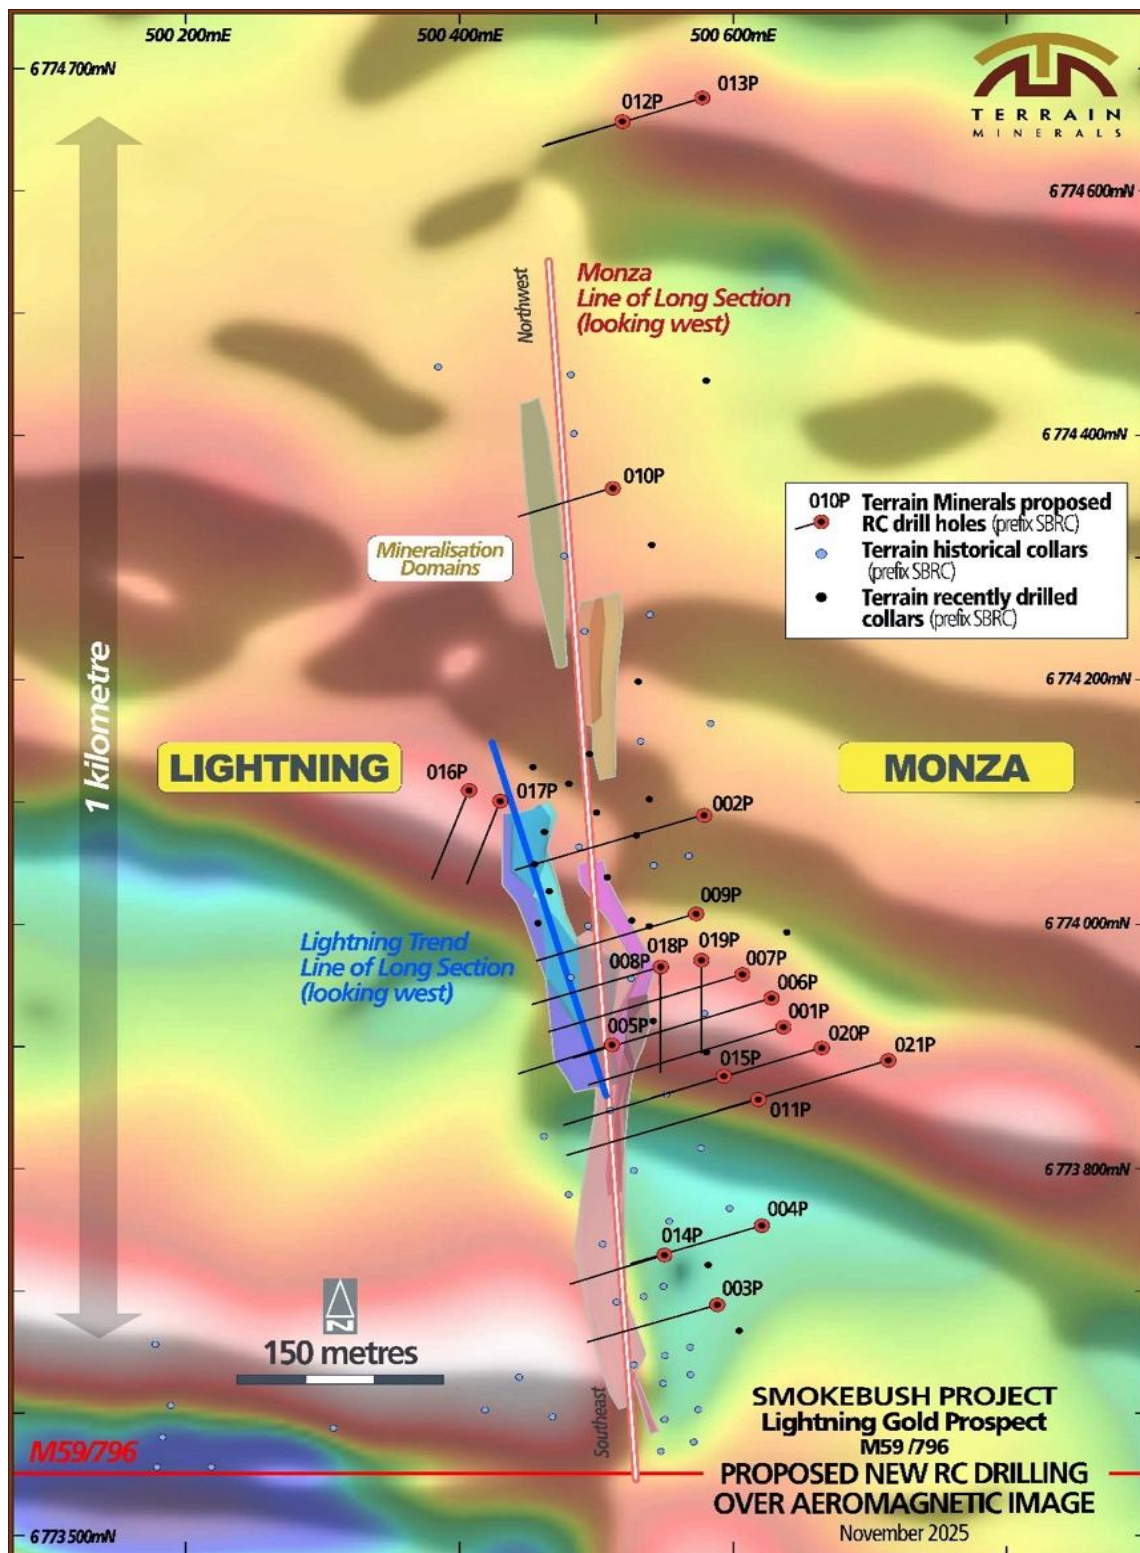 500 200mE
500 400mE
500 600mE
6 774 700mN
TERRAIN
MINERALS
013P
012P
6 774 600mN
Northwest
Monza
Line of Long Section
(looking west)
6 774 400mN
010P
010P Terrain Minerals proposed
RC drill holes (prefix SBRC)
Terrain historical collars
(prefix SBRC)
Terrain recently drilled
collars (prefix SBRC)
Mineralisation
Domains
1 kilometre
6 774 200mN
LIGHTNING
MONZA
016P
017P
002P
009P
6 774 000mN
Lightning Trend
Line of Long Section
(looking west)
018P
019P
008P
007P
006P
001P
005P
020P
021P
015P
011P
6 773 800mN
004P
014P
003P
N
150 metres
Southeast
SMOKEBUSH PROJECT
Lightning Gold Prospect
M59 /796
M59/796
PROPOSED NEW RC DRILLING
OVER AEROMAGNETIC IMAGE
November 2025
6 773 500mN